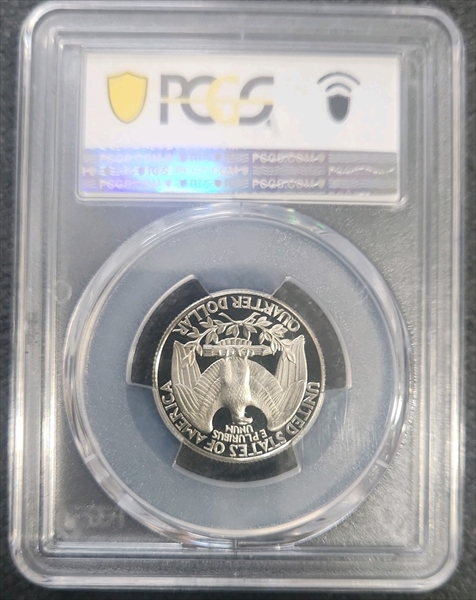 PCGS
UNITED STATES OF AMERICA
E PLURIBUS
UNUM
QUARTER DOLLAR